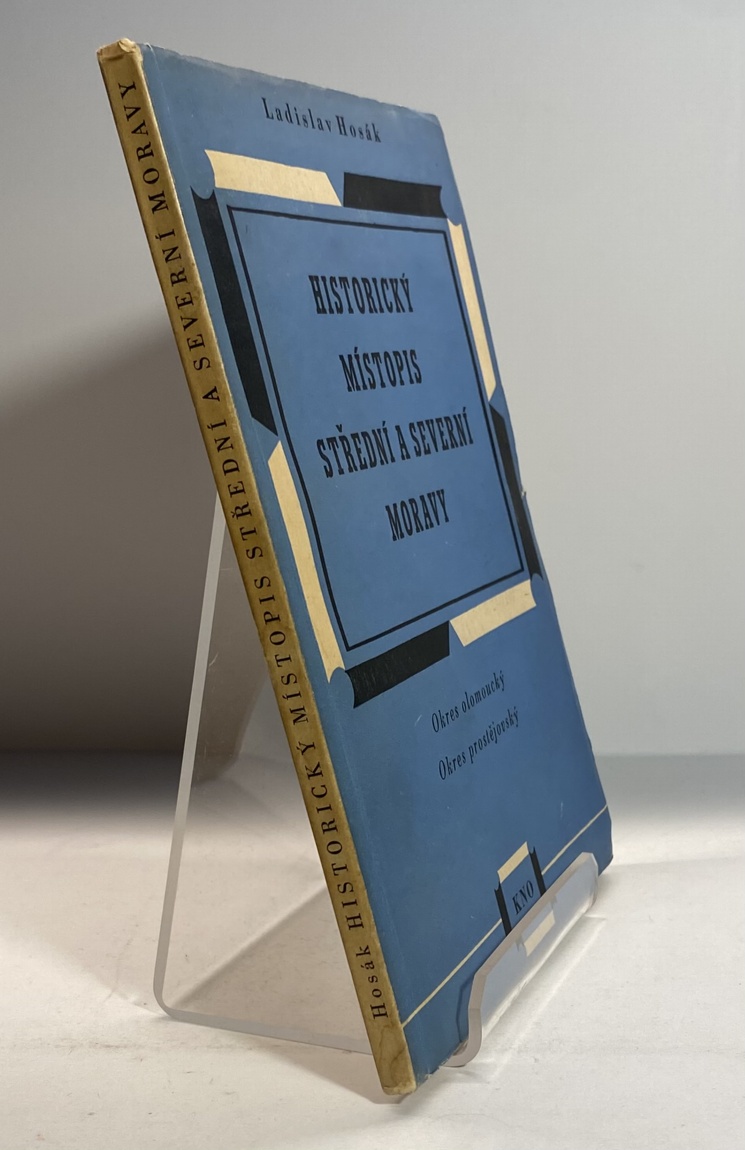 Hosák HISTORICKÝ MÍSTOPIS STŘEDNÍ A SEVERNÍ MORAVY
Ladislav Hosák
HISTORICKÝ
MÍSTOPIS
STŘEDNÍ A SEVERNÍ
MORAVY
Okres olomoucký
Okres prostějovský
KNO